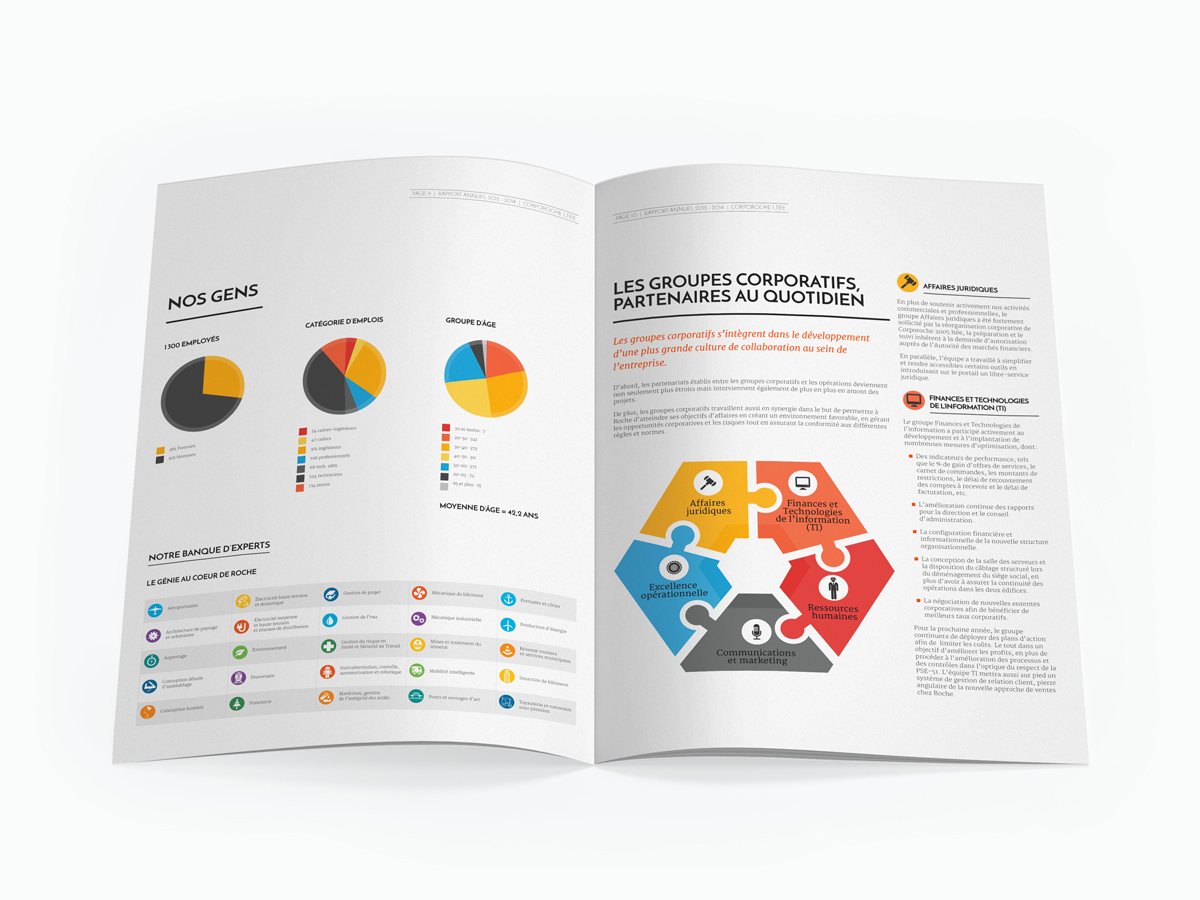 PAGE 9 | RAPPORT ANNUEL 2013 - 2014 | CORPOROCHE LTÉE
NOS GENS
1 300 EMPLOYÉS
Femmes
Hommes
CATÉGORIE D'EMPLOIS
54 cadres-ingénieurs
47 cadres
361 ingénieurs
professionnels
68 tech. adm.
524 techniciens
autres
GROUPE D'ÂGE
20 et moins: 7
20-30: 242
30-40: 377
40-50: 312
50-60: 272
60-65: 74
65 et plus: 25
MOYENNE D'ÂGE = 42,2 ANS
NOTRE BANQUE D'EXPERTS
LE GÉNIE AU COEUR DE ROCHE
Aéroportuaire
Électricité basse tension
et domotique
Gestion de projet
Mécanique du bâtiment
Portuaire et côtier
Architecture de paysage
et urbanisme
Électricité moyenne
et haute tension
et réseaux de distribution
Gestion de l'eau
Mécanique industrielle
Production d'énergie
Arpentage
Environnement
Gestion du risque en
Santé et Sécurité au Travail
Mines et traitement du
minerai
Réseaux routiers
et services municipaux
Conception détails
d'assemblage
Ferroviaire
Instrumentation, contrôle,
automatisation et robotique
Mobilité intelligente
Structure de bâtiment
Conception lumière
Foresterie
Matériaux, gestion
de l'intégrité des actifs
Ponts et ouvrages d'art
Tuyauterie et vaisseaux
sous pression
PAGE 10 | RAPPORT ANNUEL 2013 - 2014 | CORPOROCHE LTÉE
LES GROUPES CORPORATIFS,
PARTENAIRES AU QUOTIDIEN
Les groupes corporatifs s'intègrent dans le développement
d'une plus grande culture de collaboration au sein de
l'entreprise.
D'abord, les partenariats établis entre les groupes corporatifs et les opérations deviennent
non seulement plus étroits mais interviennent également de plus en plus en amont des
projets.
De plus, les groupes corporatifs travaillent aussi en synergie dans le but de permettre à
Roche d'atteindre ses objectifs d'affaires en créant un environnement favorable, en gérant
les opportunités corporatives et les risques tout en assurant la conformité aux différentes
règles et normes.
Affaires
juridiques
Finances et
Technologies
de l'information
(TI)
Excellence
opérationnelle
Ressources
humaines
Communications
et marketing
AFFAIRES JURIDIQUES
En plus de soutenir activement nos activités
commerciales et professionnelles, le
groupe Affaires juridiques a été fortement
sollicité par la réorganisation corporative de
Corporoche 2005 ltée, la préparation et le
suivi inhérent à la demande d'autorisation
auprès de l'Autorité des marchés financiers.
En parallèle, l'équipe a travaillé à simplifier
et rendre accessibles certains outils en
introduisant sur le portail un libre-service
juridique.
FINANCES ET TECHNOLOGIES
DE L'INFORMATION (TI)
Le groupe Finances et Technologies de
l'information a participé activement au
développement et à l'implantation de
nombreuses mesures d'optimisation, dont :
Des indicateurs de performance, tels
que le % de gain d'offres de services, le
carnet de commandes, les montants de
restrictions, le délai de recouvrement
des comptes à recevoir et le délai de
factutation, etc.
L'amélioration continue des rapports
pour la direction et le conseil
d'administration.
La configuration financière et
informationnelle de la nouvelle structure
organisationnelle.
La conception de la salle des serveurs et
la disposition du câblage structuré lors
du déménagement du siège social, en
plus d'avoir à assurer la continuité des
opérations dans les deux édifices.
La négociation de nouvelles ententes
corporatives afin de bénéficier de
meilleurs taux corporatifs.
Pour la prochaine année, le groupe
continuera de déployer des plans d'action
afin de limiter les coûts. Le tout dans un
objectif d'améliorer les profits, en plus de
procéder à l'amélioration des processus et
des contrôles dans l'optique du respect de la
PSE-51. L'équipe TI mettra aussi sur pied un
système de gestion de relation client, pierre
angulaire de la nouvelle approche de ventes
chez Roche.